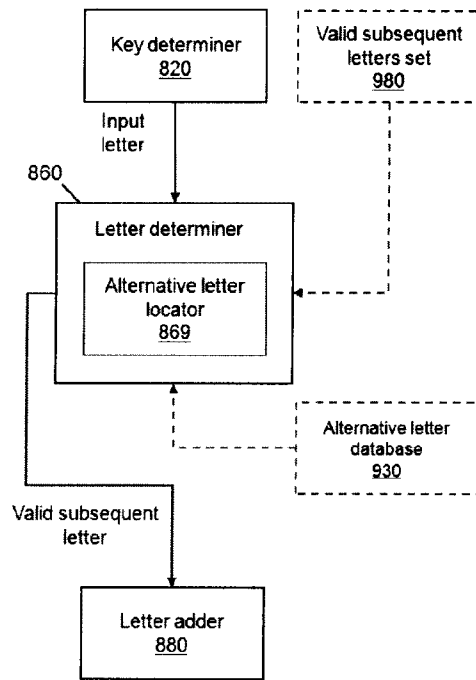 Key determiner
820
Valid subsequent
letters set
980
Input
letter
860
Letter determiner
Alternative letter
locator
869
Alternative letter
database
930
Valid subsequent
letter
Letter adder
880